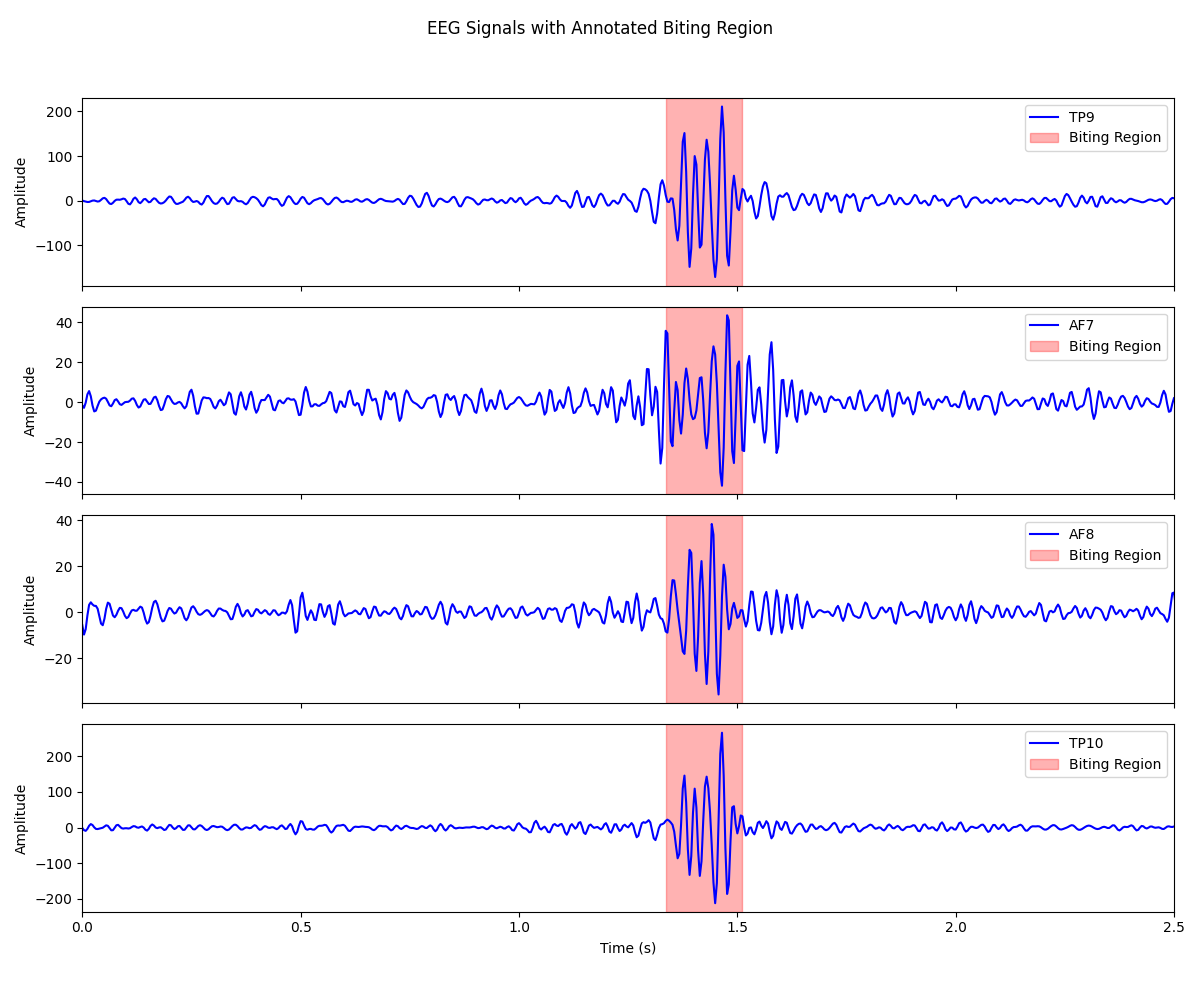 EEG Signals with Annotated Biting Region
200
100
0
−100
Amplitude
TP9
Biting Region
40
20
0
−20
−40
Amplitude
AF7
Biting Region
40
20
0
−20
Amplitude
AF8
Biting Region
200
100
0
−100
−200
Amplitude
TP10
Biting Region
0.0 0.5 1.0 1.5 2.0 2.5
Time (s)